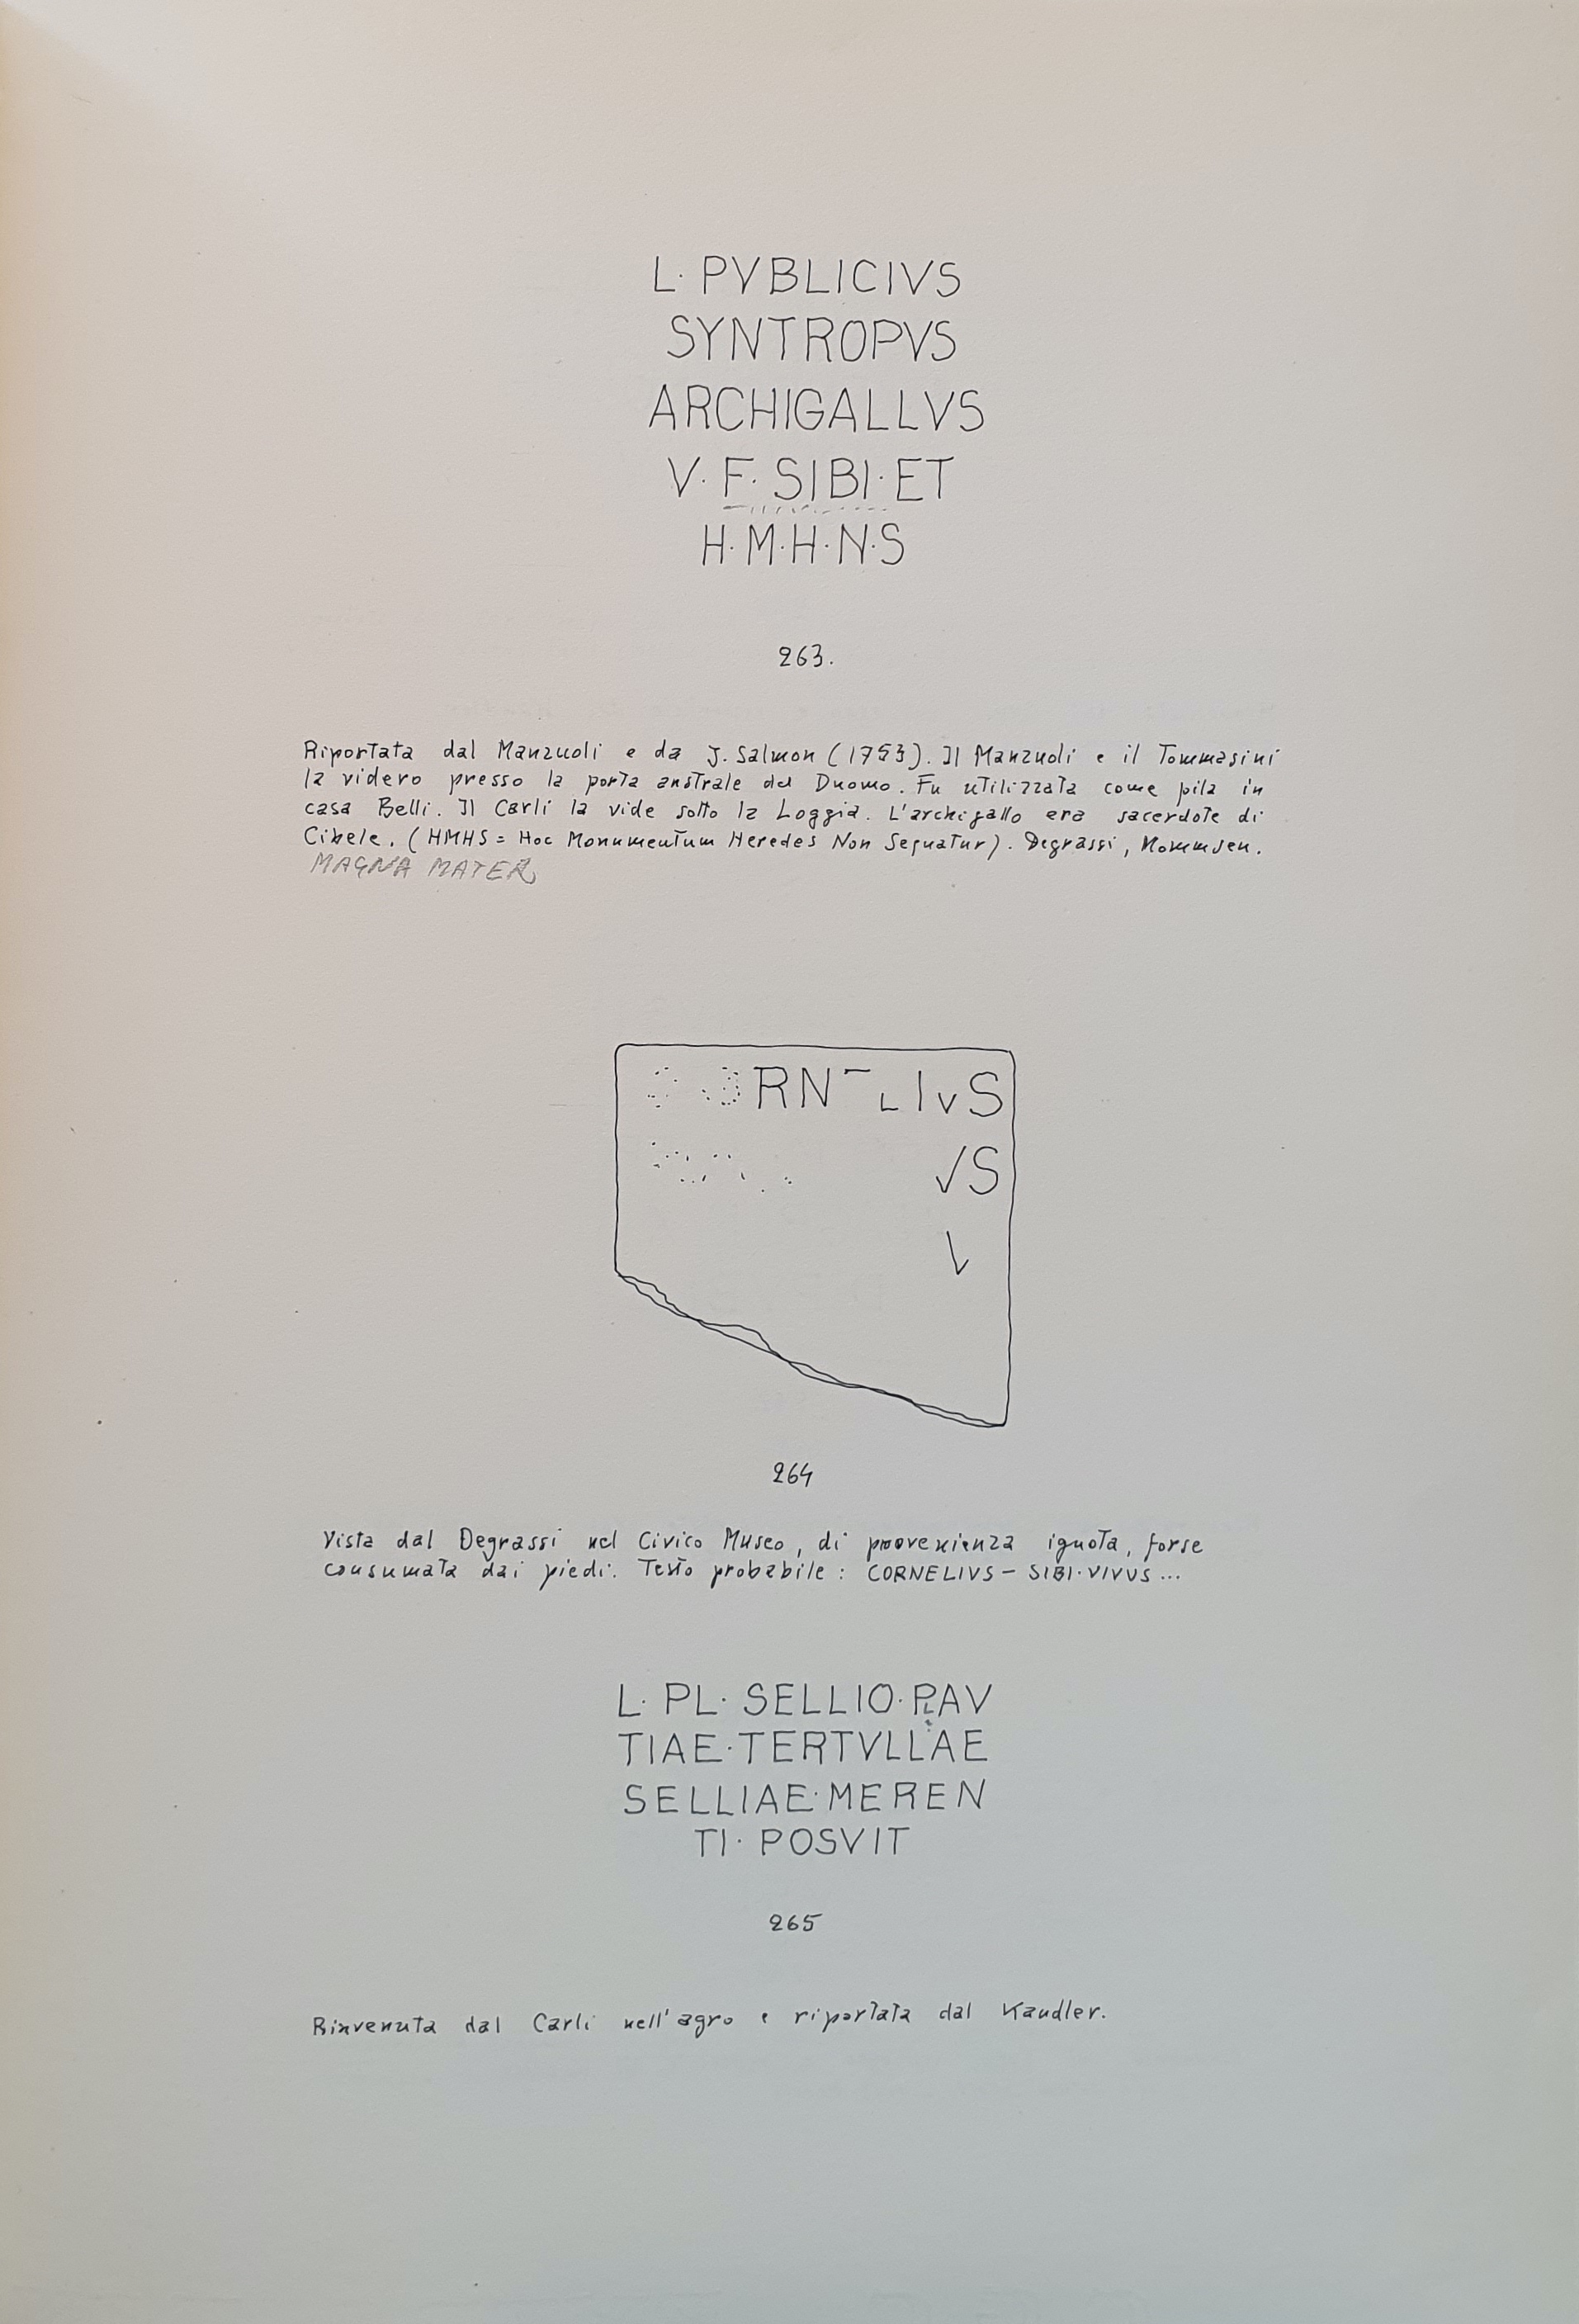 L· PVBLICIVS
SYNTROPVS
ARCHIGALLVS
V· F· SIBI· ET
H· M· H· N· S
263.
Riportata dal Manzuoli e da J. Salmon (1753). Il Manzuoli e il Tommasini
la videro presso la porta australe del Duomo. Fu utilizzata come pila in
casa Belli. Il Carli la vide sotto la Loggia. L'archigallo era sacerdote di
Cibele. (HMHS = Hoc Monumentum Heredes Non Sequatur). Degrassi, Mommsen.
MAGNA MATER
RN LIVS
VS
264
Vista dal Degrassi nel Civico Museo, di provenienza ignota, forse
consumata dai piedi. Testo probabile: CORNELIVS – SIBI·VIVUS...
L· PL· SELLIO· PLAV
TIAE· TERTVLLAE
SELLIAE· MEREN
TI· POSVIT
265
Rinvenuta dal Carli nell'agro e riportata dal Kandler.